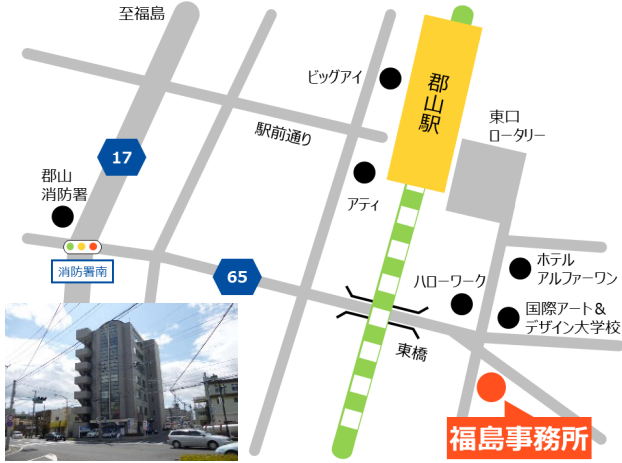 至福島
ビッグアイ
郡山駅
東口
ロータリー
駅前通り
17
郡山
消防署
アティ
消防署南
65
ハローワーク
ホテル
アルファーワン
国際アート&
デザイン大学校
東橋
福島事務所